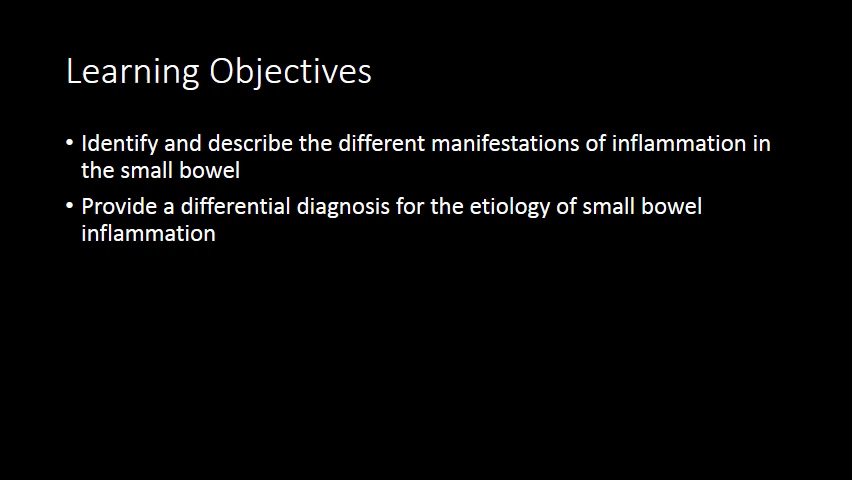 Learning Objectives
• Identify and describe the different manifestations of inflammation in
the small bowel
• Provide a differential diagnosis for the etiology of small bowel
inflammation